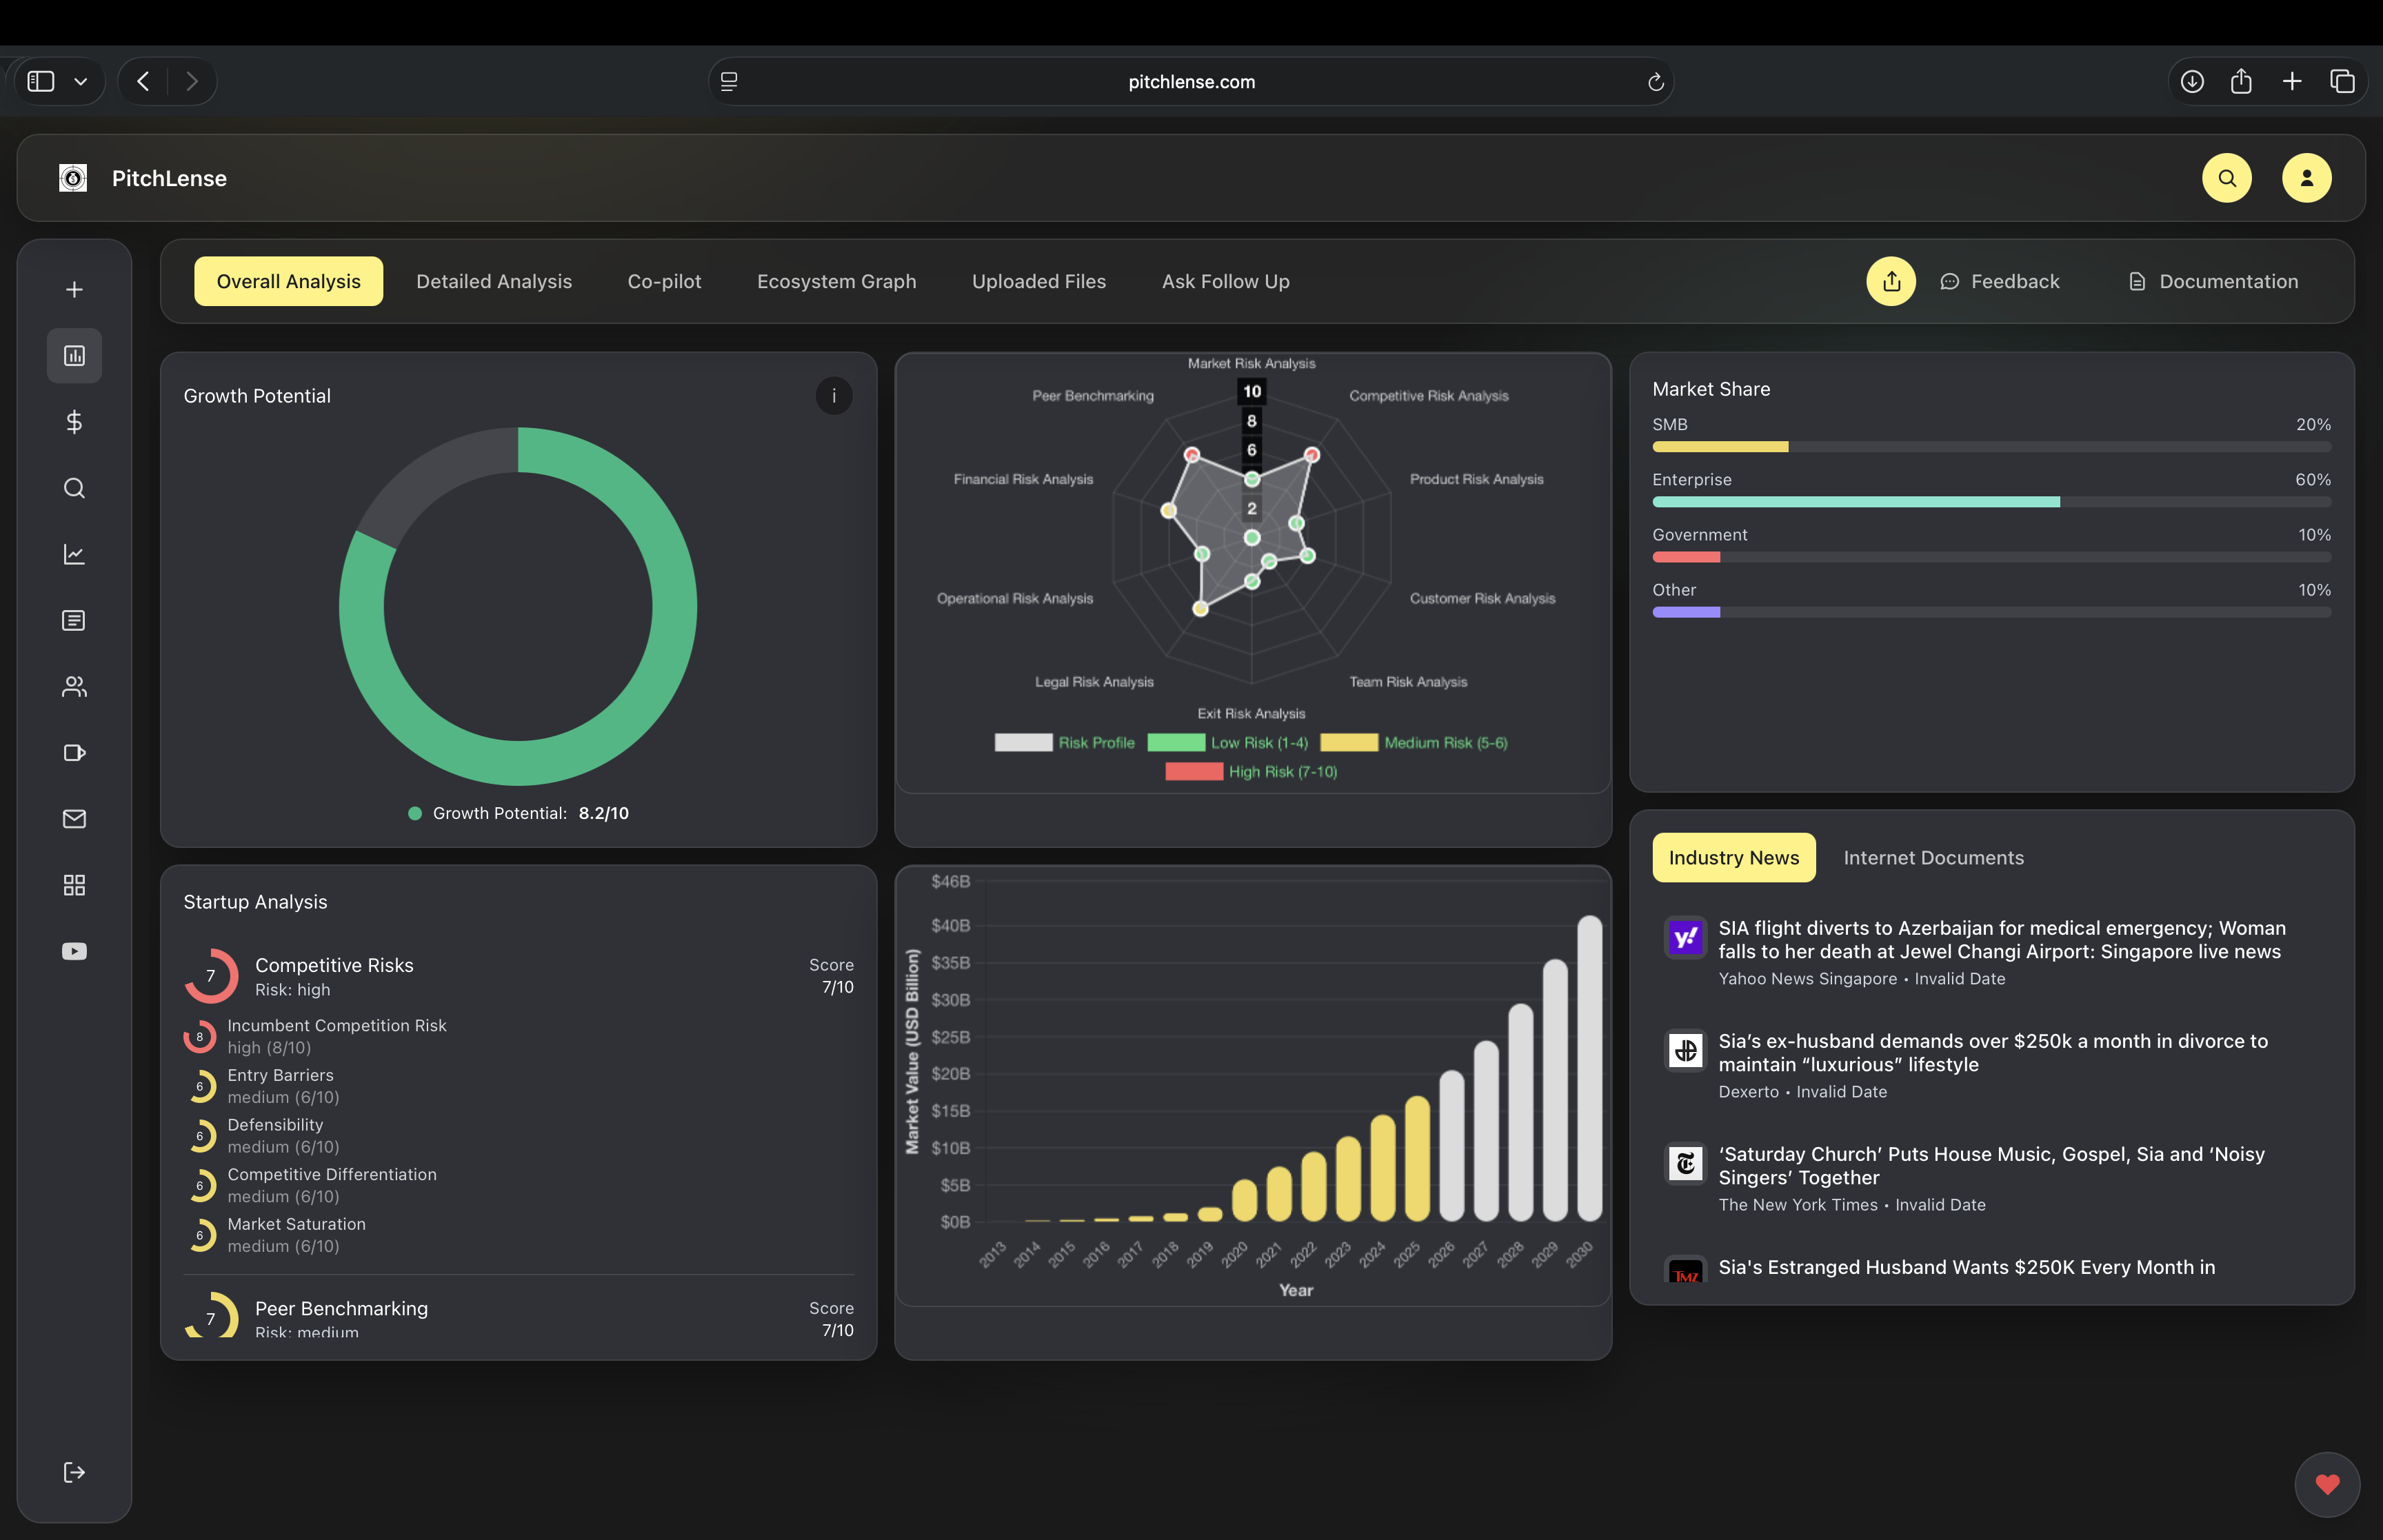 pitchlense.com
PitchLense
Overall Analysis
Detailed Analysis
Co-pilot
Ecosystem Graph
Uploaded Files
Ask Follow Up
Feedback
Documentation
Growth Potential
i
Growth Potential: 8.2/10
Market Risk Analysis
Peer Benchmarking
Competitive Risk Analysis
10
8
6
2
Financial Risk Analysis
Product Risk Analysis
Operational Risk Analysis
Customer Risk Analysis
Legal Risk Analysis
Team Risk Analysis
Exit Risk Analysis
Risk Profile
Low Risk (1-4)
Medium Risk (5-6)
High Risk (7-10)
Market Share
SMB
20%
Enterprise
60%
Government
10%
Other
10%
Startup Analysis
7
Competitive Risks
Risk: high
Score
7/10
8
Incumbent Competition Risk
high (8/10)
6
Entry Barriers
medium (6/10)
6
Defensibility
medium (6/10)
6
Competitive Differentiation
medium (6/10)
6
Market Saturation
medium (6/10)
7
Peer Benchmarking
Risk: medium
Score
7/10
Market Value (USD Billion)
$46B
$40B
$35B
$30B
$25B
$20B
$15B
$10B
$5B
$0B
2013
2014
2015
2016
2017
2018
2019
2020
2021
2022
2023
2024
2025
2026
2027
2028
2029
2030
Year
Industry News
Internet Documents
y!
SIA flight diverts to Azerbaijan for medical emergency; Woman
falls to her death at Jewel Changi Airport: Singapore live news
Yahoo News Singapore • Invalid Date
Sia’s ex-husband demands over $250k a month in divorce to
maintain “luxurious” lifestyle
Dexerto • Invalid Date
‘Saturday Church’ Puts House Music, Gospel, Sia and ‘Noisy
Singers’ Together
The New York Times • Invalid Date
TMZ
Sia's Estranged Husband Wants $250K Every Month in